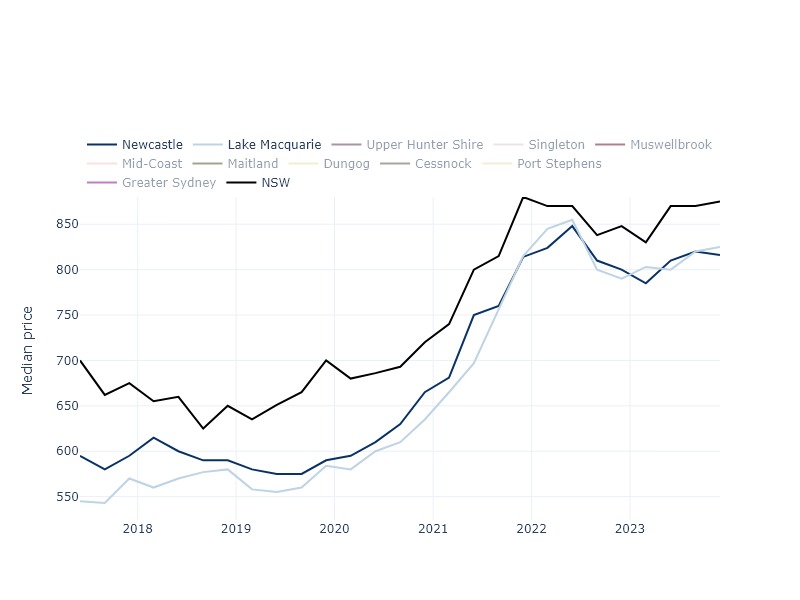 Newcastle Lake Macquarie Upper Hunter Shire Singleton Muswellbrook
Mid-Coast Maitland Dungog Cessnock Port Stephens
Greater Sydney NSW
850
800
750
700
650
600
550
Median price
2018 2019 2020 2021 2022 2023